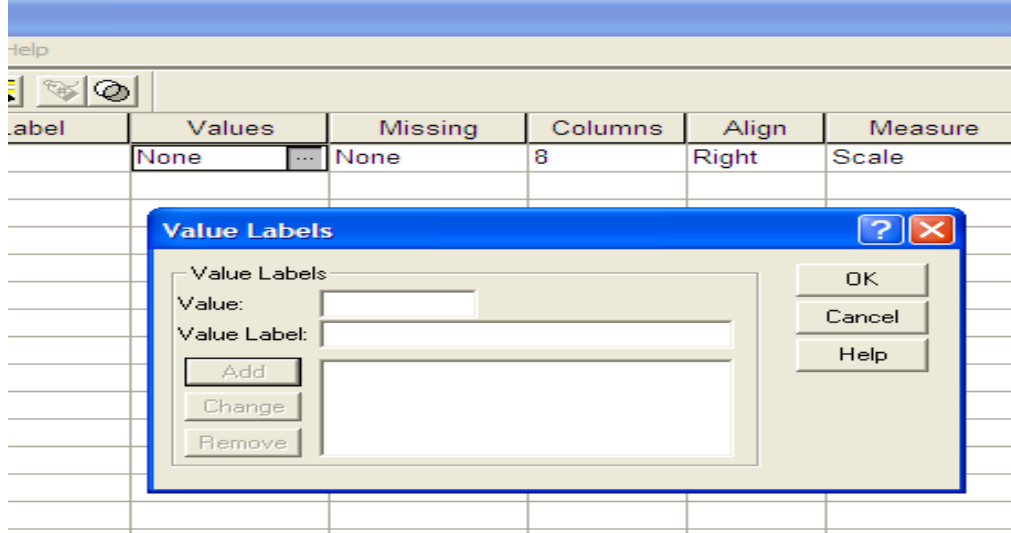 Help
Label Values Missing Columns Align Measure
None ... None 8 Right Scale
Value Labels ?
Value Labels
OK
Value:
Cancel
Value Label:
Help
Add
Change
Remove